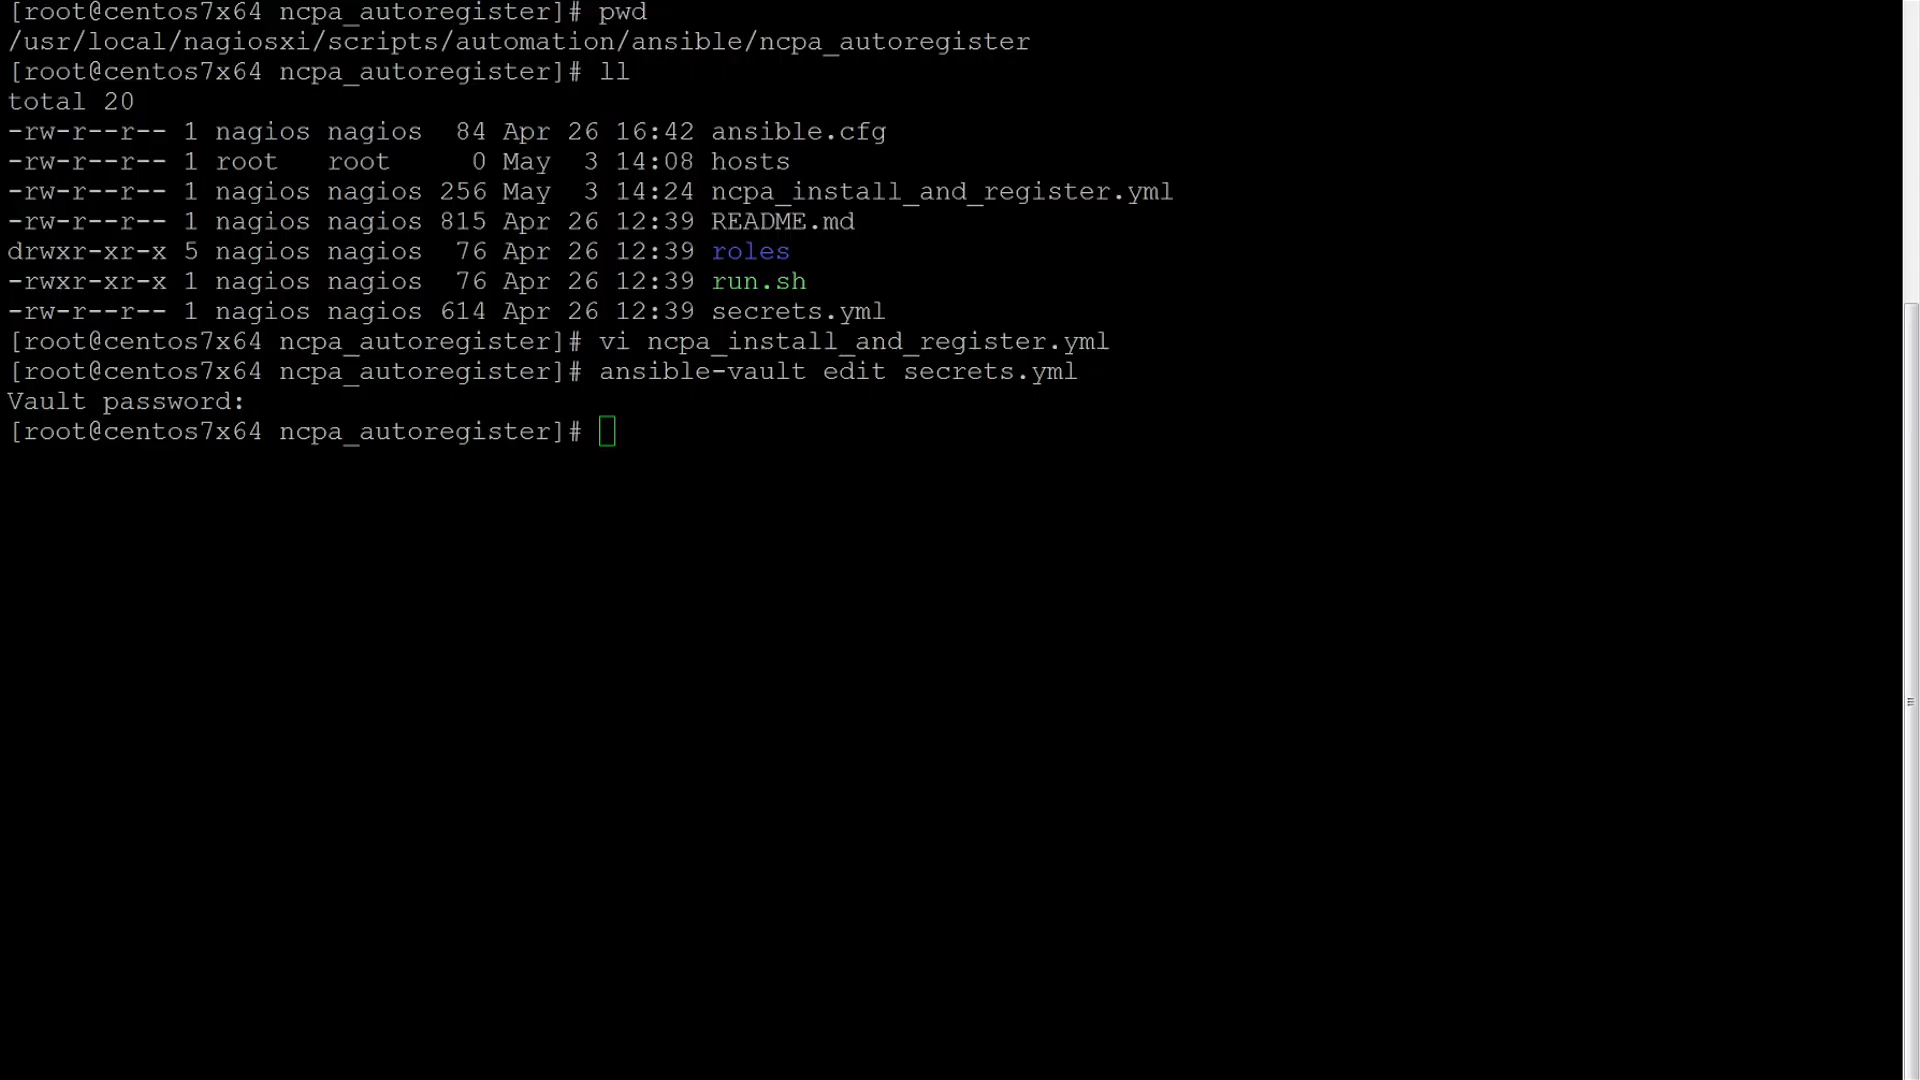 [root@centos7x64 ncpa_autoregister]# pwd
/usr/local/nagiosxi/scripts/automation/ansible/ncpa_autoregister
[root@centos7x64 ncpa_autoregister]# ll
total 20
-rw-r--r-- 1 nagios nagios  84 Apr 26 16:42 ansible.cfg
-rw-r--r-- 1 root   root     0 May  3 14:08 hosts
-rw-r--r-- 1 nagios nagios 256 May  3 14:24 ncpa_install_and_register.yml
-rw-r--r-- 1 nagios nagios 815 Apr 26 12:39 README.md
drwxr-xr-x 5 nagios nagios  76 Apr 26 12:39 roles
-rwxr-xr-x 1 nagios nagios  76 Apr 26 12:39 run.sh
-rw-r--r-- 1 nagios nagios 614 Apr 26 12:39 secrets.yml
[root@centos7x64 ncpa_autoregister]# vi ncpa_install_and_register.yml
[root@centos7x64 ncpa_autoregister]# ansible-vault edit secrets.yml
Vault password:
[root@centos7x64 ncpa_autoregister]#